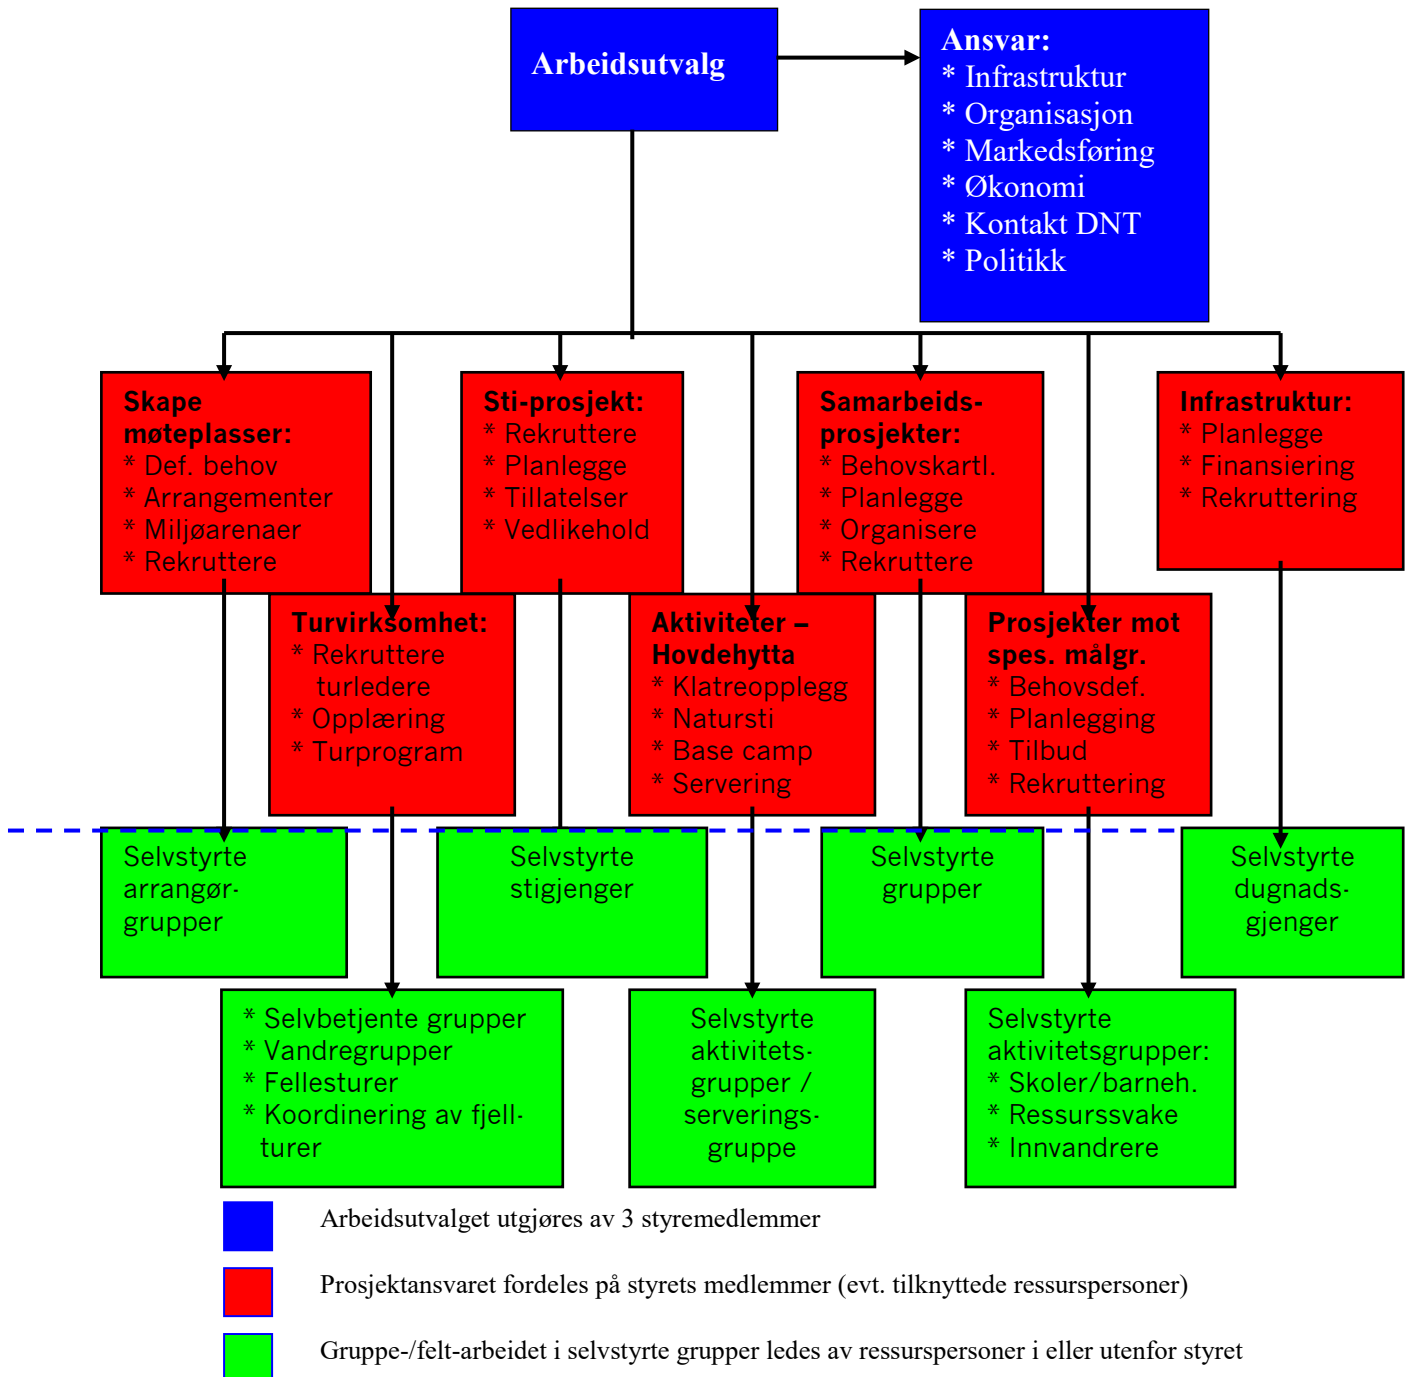 Arbeidsutvalg
Ansvar:
* Infrastruktur
* Organisasjon
* Markedsføring
* Økonomi
* Kontakt DNT
* Politikk
Skape
møteplasser:
* Def. behov
* Arrangementer
* Miljøarenaer
* Rekruttere
Sti-prosjekt:
* Rekruttere
* Planlegge
* Tillatelser
* Vedlikehold
Samarbeids-
prosjekter:
* Behovskartl.
* Planlegge
* Organisere
* Rekruttere
Infrastruktur:
* Planlegge
* Finansiering
* Rekruttering
Turvirksomhet:
* Rekruttere
turledere
* Opplæring
* Turprogram
Aktiviteter –
Hovdehytta
* Klatreopplegg
* Natursti
* Base camp
* Servering
Prosjekter mot
spes. målgr.
* Behovsdef.
* Planlegging
* Tilbud
* Rekruttering
Selvstyrte
arrangør-
grupper
Selvstyrte
stigjenger
Selvstyrte
grupper
Selvstyrte
dugnads-
gjenger
* Selvbetjente grupper
* Vandregrupper
* Fellesturer
* Koordinering av fjell-
turer
Selvstyrte
aktivitets-
grupper /
serverings-
gruppe
Selvstyrte
aktivitetsgrupper:
* Skoler/barneh.
* Ressurssvake
* Innvandrere
Arbeidsutvalget utgjøres av 3 styremedlemmer
Prosjektansvaret fordeles på styrets medlemmer (evt. tilknyttede ressurspersoner)
Gruppe-/felt-arbeidet i selvstyrte grupper ledes av ressurspersoner i eller utenfor styret